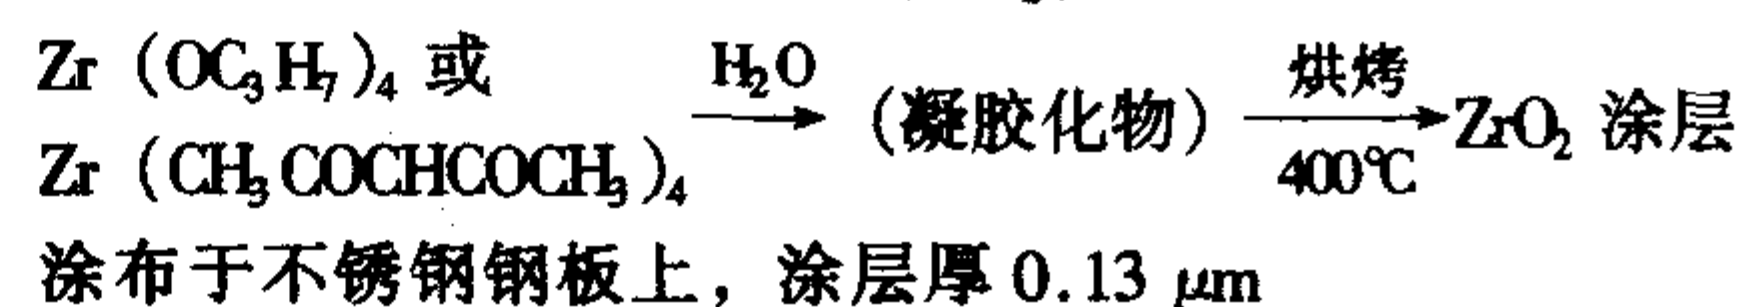 Zr (OC₃H₇)₄ 或
Zr (CH₃COCHCOCH₃)₄
H₂O
(凝胶化物)
烘烤
400℃
ZrO₂ 涂层
涂布于不锈钢钢板上，涂层厚 0.13 μm